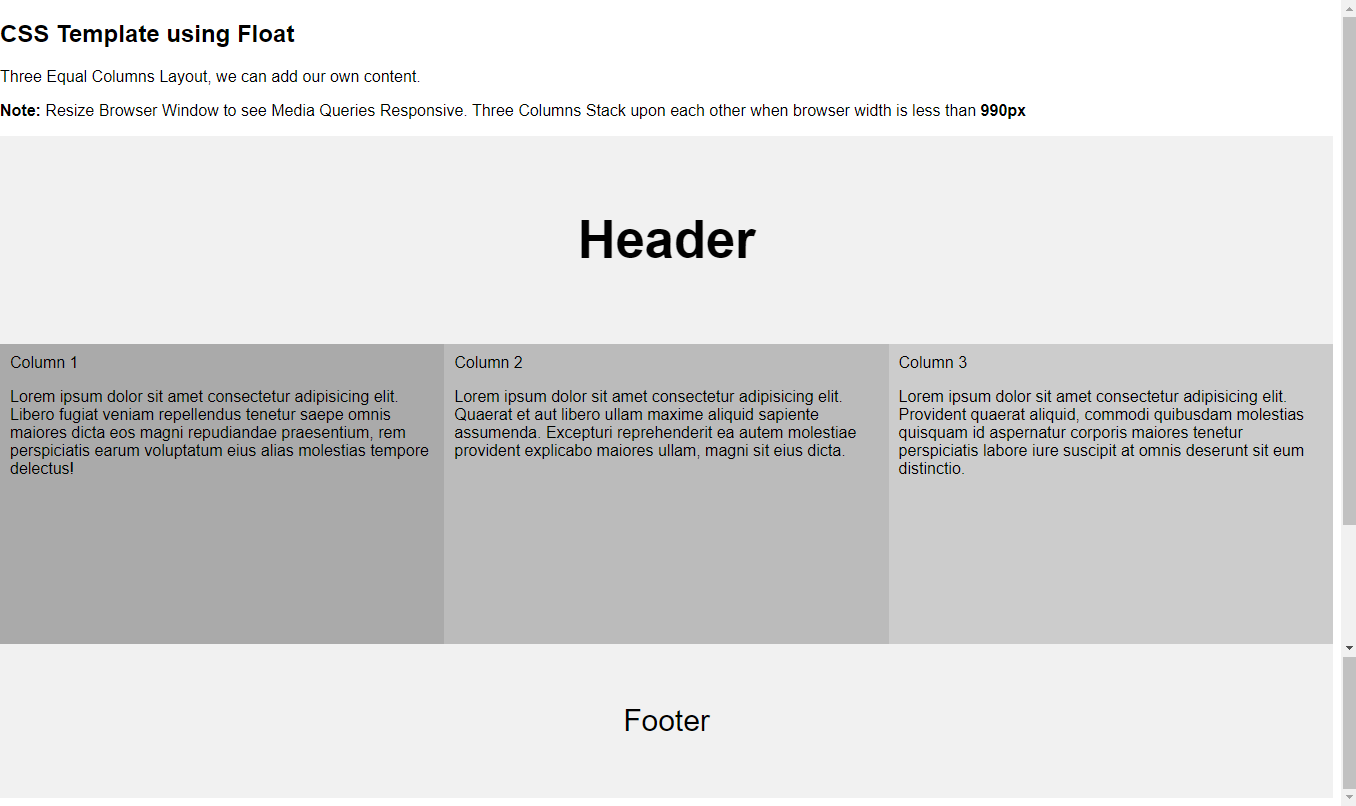 CSS Template using Float
Three Equal Columns Layout, we can add our own content.
Note: Resize Browser Window to see Media Queries Responsive. Three Columns Stack upon each other when browser width is less than 990px
Header
Column 1
Lorem ipsum dolor sit amet consectetur adipisicing elit.
Libero fugiat veniam repellendus tenetur saepe omnis
maiores dicta eos magni repudiandae praesentium, rem
perspiciatis earum voluptatum eius alias molestias tempore
delectus!
Column 2
Lorem ipsum dolor sit amet consectetur adipisicing elit.
Quaerat et aut libero ullam maxime aliquid sapiente
assumenda. Excepturi reprehenderit ea autem molestiae
provident explicabo maiores ullam, magni sit eius dicta.
Column 3
Lorem ipsum dolor sit amet consectetur adipisicing elit.
Provident quaerat aliquid, commodi quibusdam molestias
quisquam id aspernatur corporis maiores tenetur
perspiciatis labore iure suscipit at omnis deserunt sit eum
distinctio.
Footer